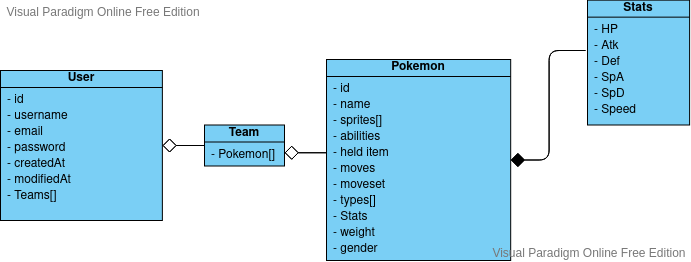 Visual Paradigm Online Free Edition
User
- id
- username
- email
- password
- createdAt
- modifiedAt
- Teams[]
Team
- Pokemon[]
Pokemon
- id
- name
- sprites[]
- abilities
- held item
- moves
- moveset
- types[]
- Stats
- weight
- gender
Stats
- HP
- Atk
- Def
- SpA
- SpD
- Speed
Visual Paradigm Online Free Edition